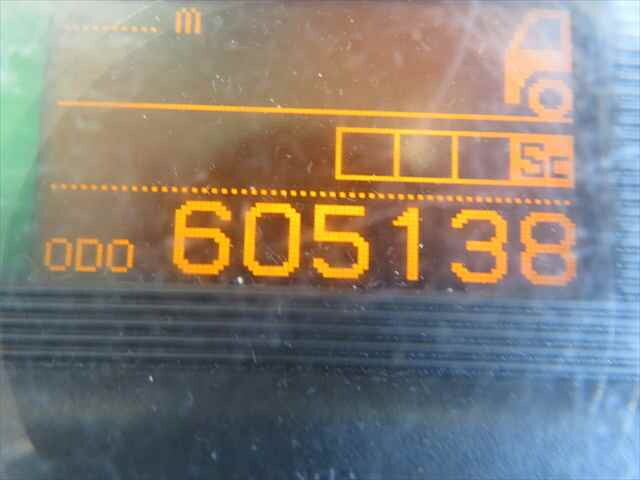 ......... m
Sc
ODO 605138